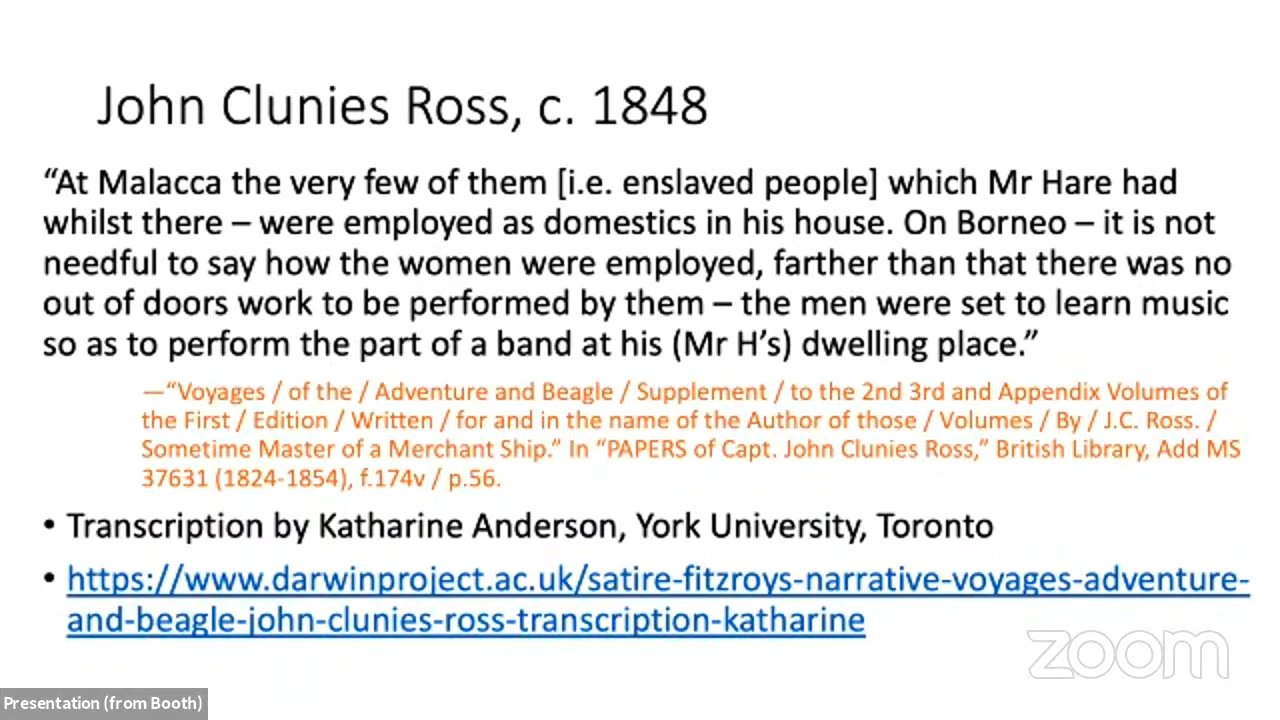 John Clunies Ross, c. 1848
“At Malacca the very few of them [i.e. enslaved people] which Mr Hare had
whilst there – were employed as domestics in his house. On Borneo – it is not
needful to say how the women were employed, farther than that there was no
out of doors work to be performed by them – the men were set to learn music
so as to perform the part of a band at his (Mr H’s) dwelling place.”
—“Voyages / of the / Adventure and Beagle / Supplement / to the 2nd 3rd and Appendix Volumes of
the First / Edition / Written / for and in the name of the Author of those / Volumes / By / J.C. Ross. /
Sometime Master of a Merchant Ship.” In “PAPERS of Capt. John Clunies Ross,” British Library, Add MS
37631 (1824-1854), f.174v / p.56.
• Transcription by Katharine Anderson, York University, Toronto
• https://www.darwinproject.ac.uk/satire-fitzroys-narrative-voyages-adventure-
and-beagle-john-clunies-ross-transcription-katharine
zoom
Presentation (from Booth)